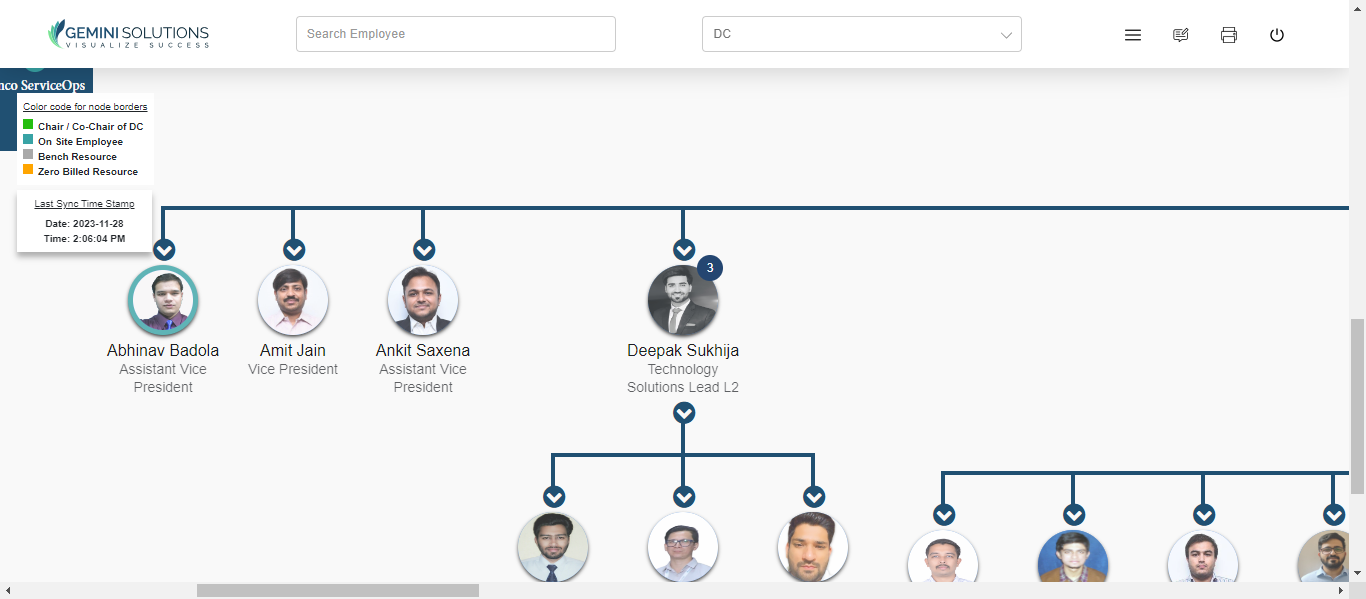 GEMINI SOLUTIONS
VISUALIZE SUCCESS
Search Employee
DC
nco ServiceOps
Color code for node borders
Chair / Co-Chair of DC
On Site Employee
Bench Resource
Zero Billed Resource
Last Sync Time Stamp
Date: 2023-11-28
Time: 2:06:04 PM
3
Abhinav Badola
Assistant Vice
President
Amit Jain
Vice President
Ankit Saxena
Assistant Vice
President
Deepak Sukhija
Technology
Solutions Lead L2